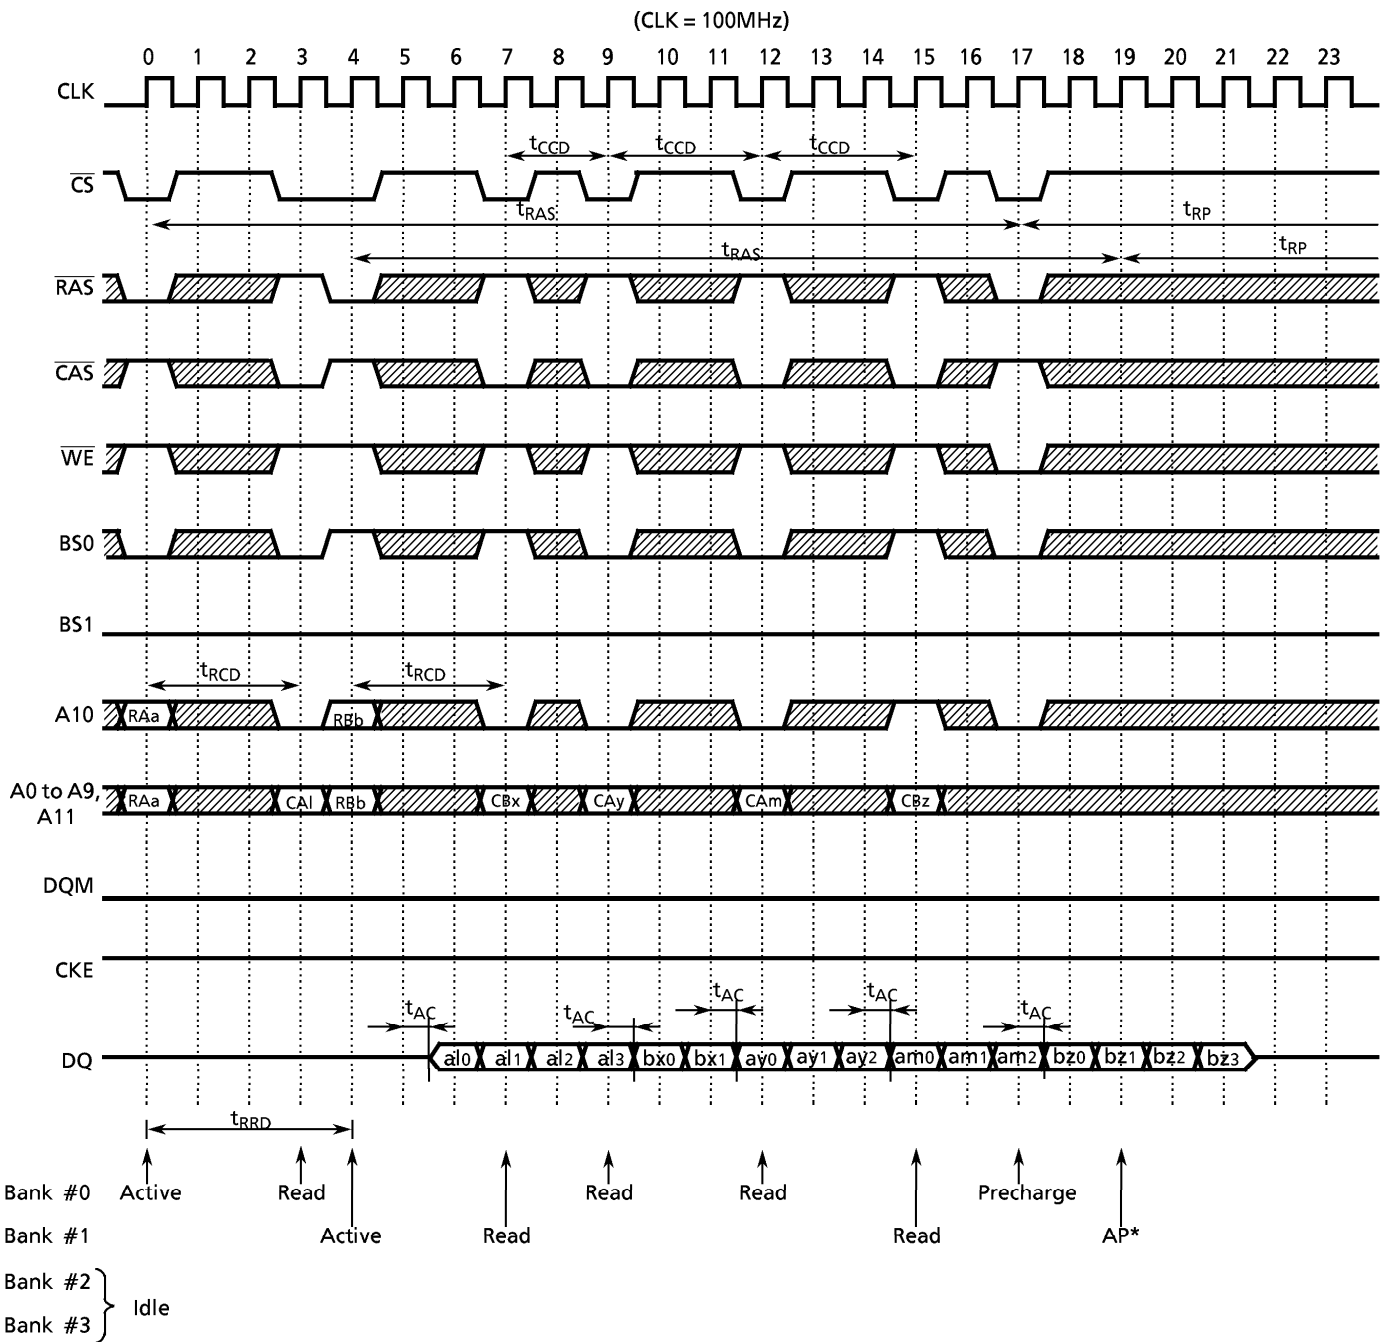 (CLK = 100MHz)
0 1 2 3 4 5 6 7 8 9 10 11 12 13 14 15 16 17 18 19 20 21 22 23
CLK
tCCD tCCD tCCD
CS
tRAS tRP
tRAS tRP
RAS
CAS
WE
BS0
BS1
tRCD tRCD
A10 RAa RBb
A0 to A9,
A11
RAa CAl RBb CBx CAy CAm CBz
DQM
CKE
tAC tAC tAC tAC tAC
DQ al0 al1 al2 al3 bx0 bx1 ay0 ay1 ay2 am0 am1 am2 bz0 bz1 bz2 bz3
tRRD
Bank #0 Active Read Read Read Precharge
Bank #1 Active Read Read AP*
Bank #2
Idle
Bank #3